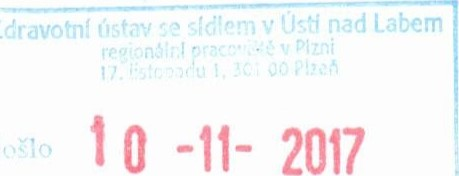 Zdravotní ústav se sídlem v Ústí nad Labem
regionální pracoviště v Plzni
17. listopadu 1, 301 00 Plzeň
ošlo 10 -11- 2017